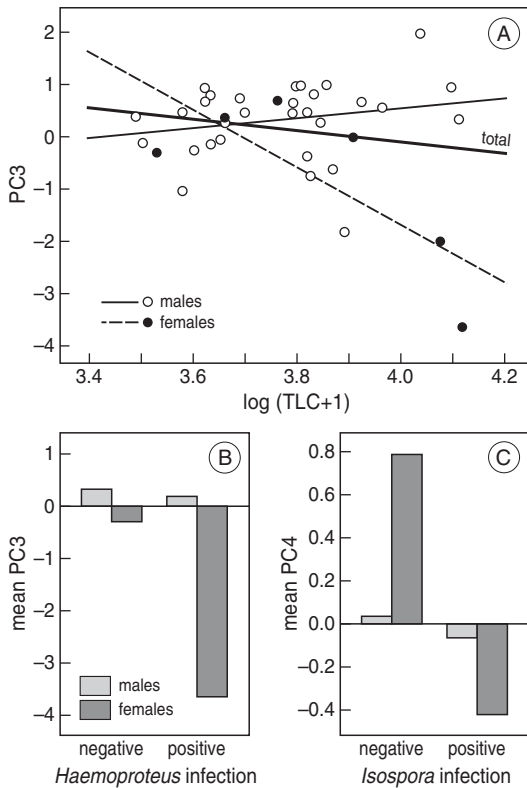 A
2
1
0
−1
−2
−3
−4
PC3
total
males
females
3.4 3.6 3.8 4.0 4.2
log (TLC+1)
B
1
0
−1
−2
−3
−4
mean PC3
males
females
negative positive
Haemoproteus infection
C
0.8
0.6
0.4
0.2
0.0
−0.2
−0.4
mean PC4
negative positive
Isospora infection